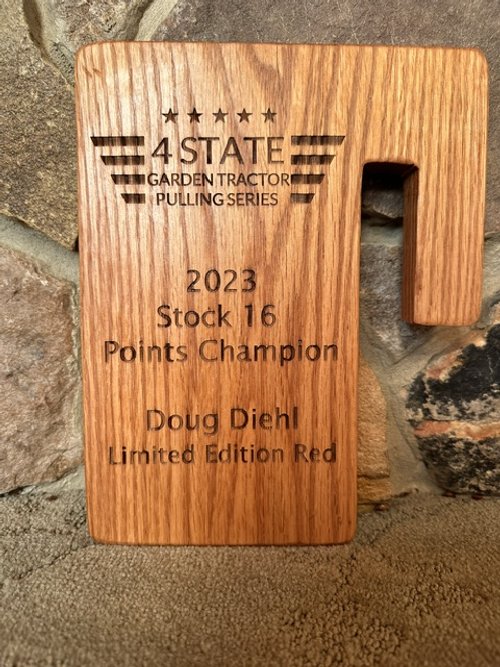 4 STATE
GARDEN TRACTOR
PULLING SERIES
2023
Stock 16
Points Champion
Doug Diehl
Limited Edition Red